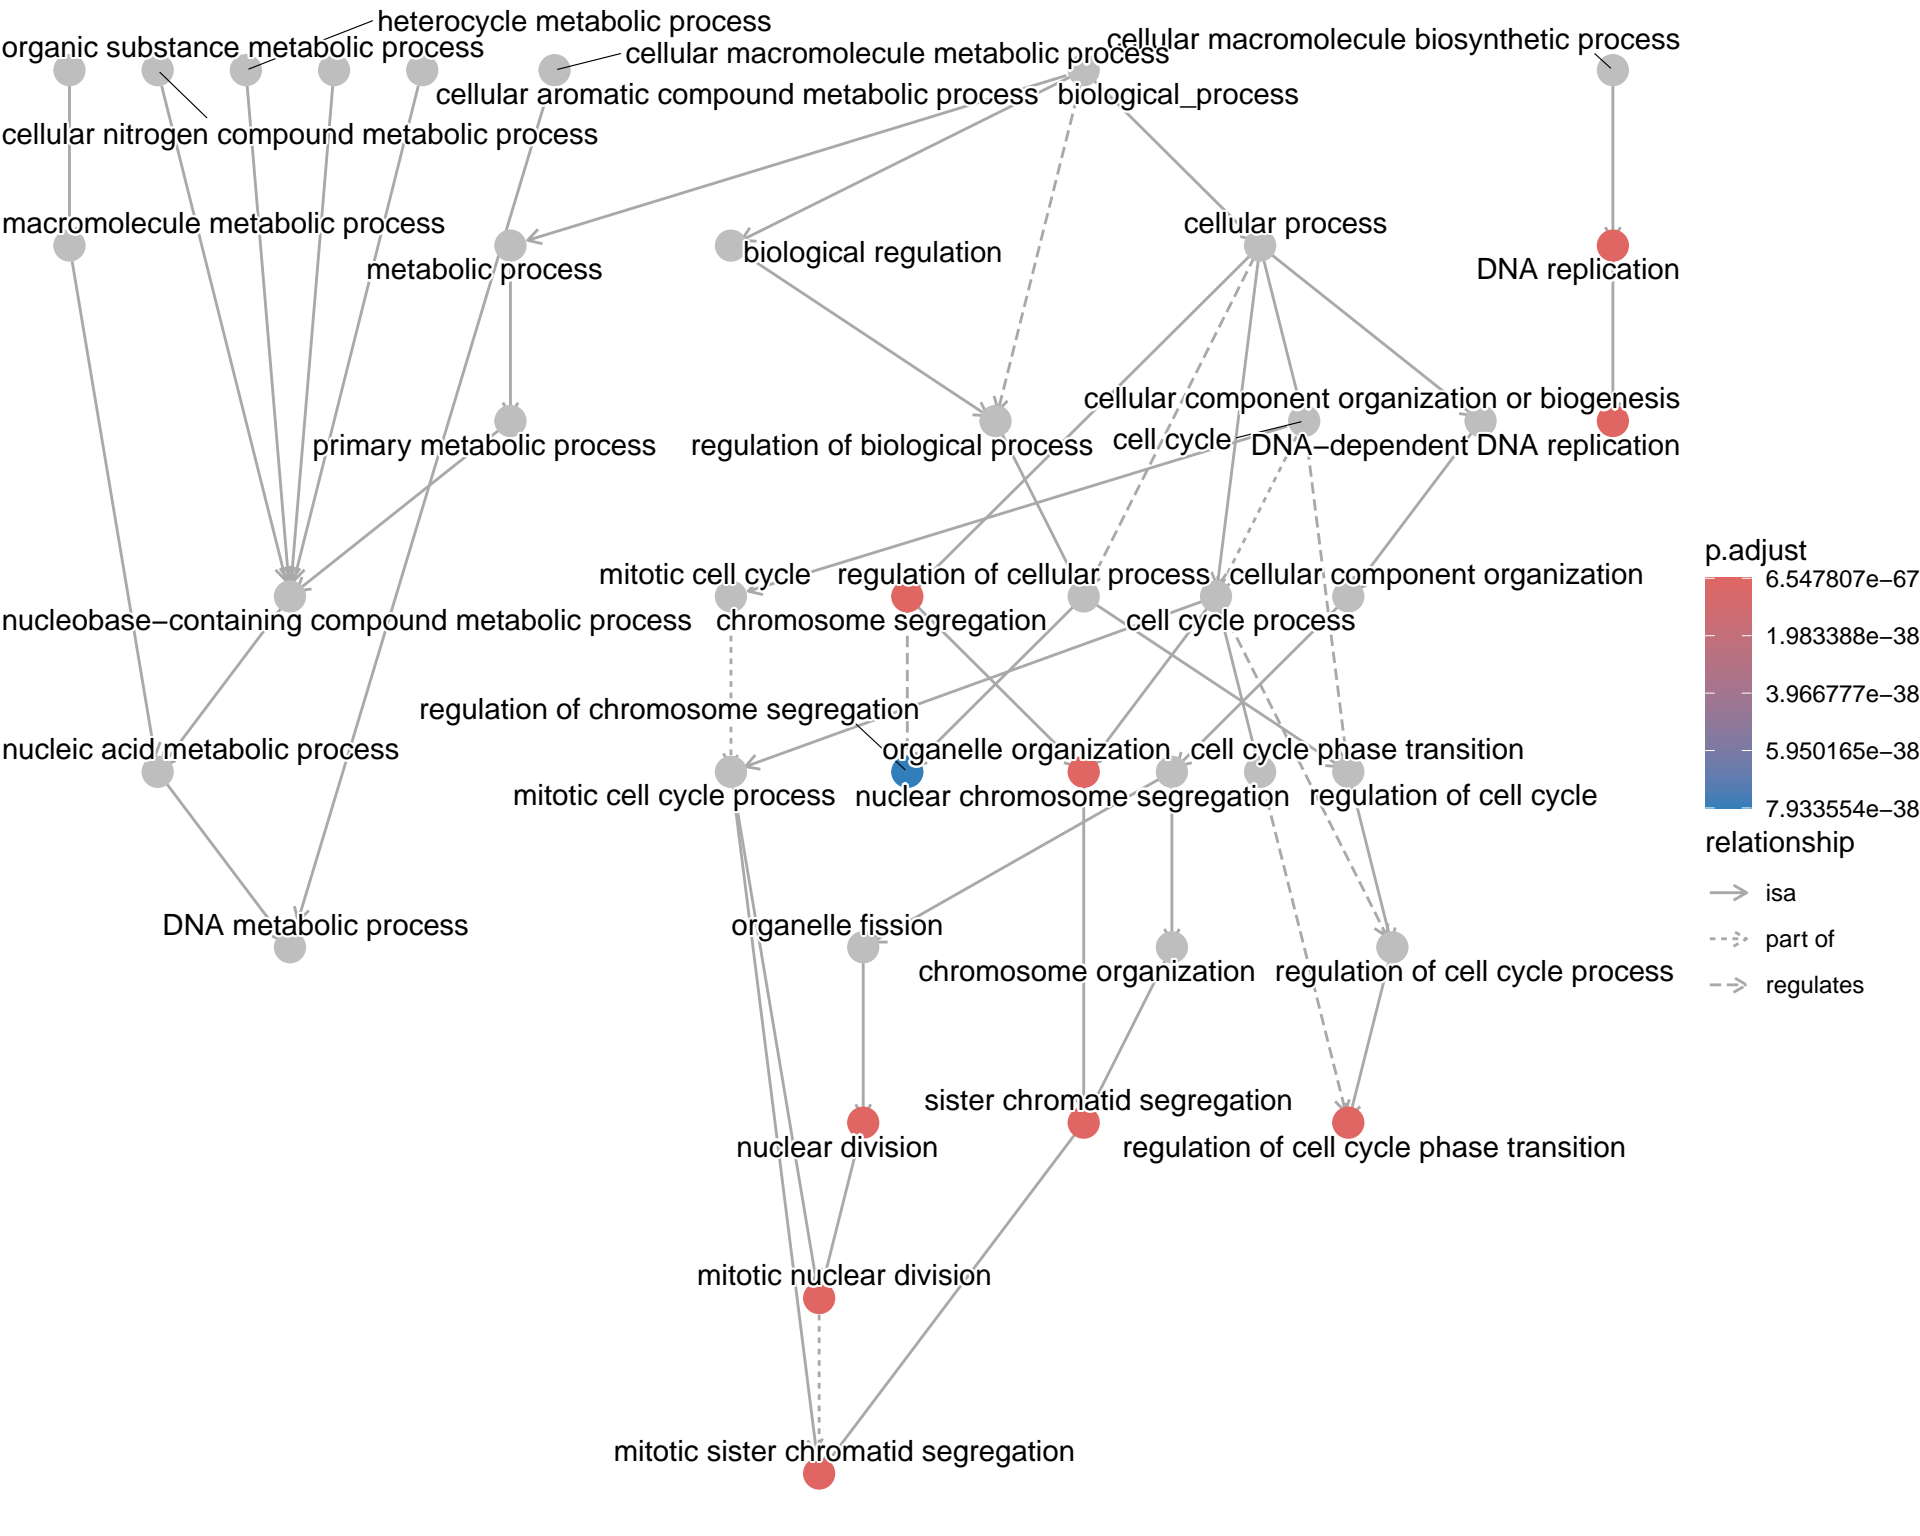 heterocycle metabolic process
organic substance metabolic process
cellular macromolecule metabolic process
cellular macromolecule biosynthetic process
cellular aromatic compound metabolic process
biological_process
cellular nitrogen compound metabolic process
macromolecule metabolic process
cellular process
metabolic process
biological regulation
DNA replication
cellular component organization or biogenesis
primary metabolic process
regulation of biological process
cell cycle
DNA−dependent DNA replication
mitotic cell cycle
regulation of cellular process
cellular component organization
nucleobase−containing compound metabolic process
chromosome segregation
cell cycle process
regulation of chromosome segregation
nucleic acid metabolic process
organelle organization
cell cycle phase transition
mitotic cell cycle process
nuclear chromosome segregation
regulation of cell cycle
DNA metabolic process
organelle fission
chromosome organization
regulation of cell cycle process
sister chromatid segregation
nuclear division
regulation of cell cycle phase transition
mitotic nuclear division
mitotic sister chromatid segregation
p.adjust
6.547807e−67
1.983388e−38
3.966777e−38
5.950165e−38
7.933554e−38
relationship
isa
part of
regulates